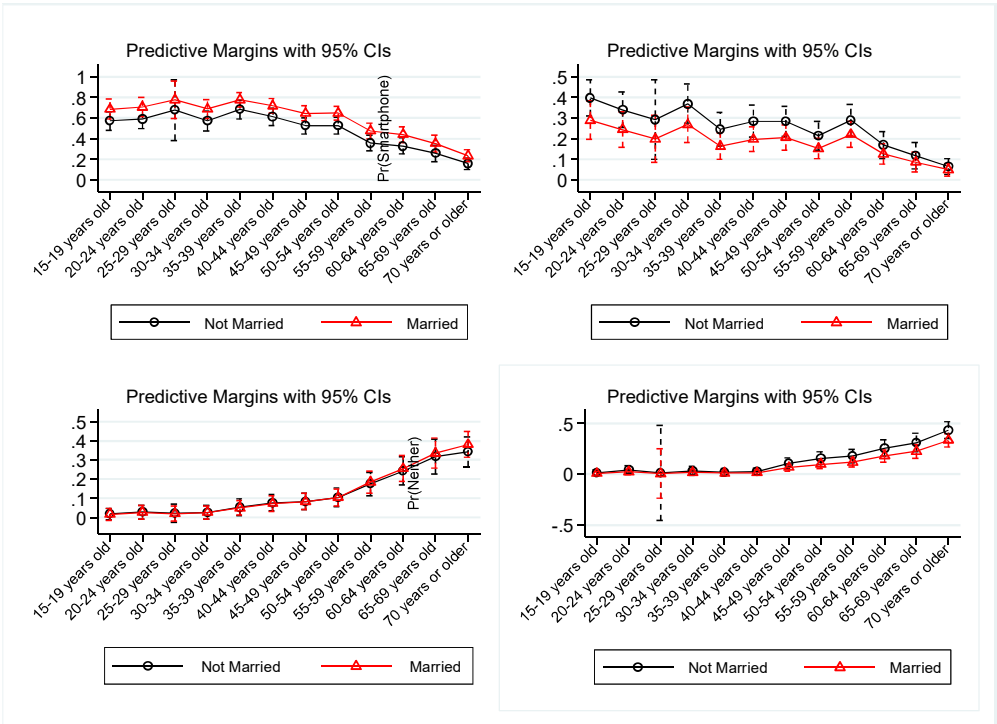 Predictive Margins with 95% CIs
1
.8
.6
.4
.2
0
15-19 years old
20-24 years old
25-29 years old
30-34 years old
35-39 years old
40-44 years old
45-49 years old
50-54 years old
55-59 years old
60-64 years old
65-69 years old
70 years or older
Not Married Married
Predictive Margins with 95% CIs
Pr(Smartphone)
.5
.4
.3
.2
.1
0
15-19 years old
20-24 years old
25-29 years old
30-34 years old
35-39 years old
40-44 years old
45-49 years old
50-54 years old
55-59 years old
60-64 years old
65-69 years old
70 years or older
Not Married Married
Predictive Margins with 95% CIs
.5
.4
.3
.2
.1
0
15-19 years old
20-24 years old
25-29 years old
30-34 years old
35-39 years old
40-44 years old
45-49 years old
50-54 years old
55-59 years old
60-64 years old
65-69 years old
70 years or older
Not Married Married
Predictive Margins with 95% CIs
Pr(Neither)
.5
0
-.5
15-19 years old
20-24 years old
25-29 years old
30-34 years old
35-39 years old
40-44 years old
45-49 years old
50-54 years old
55-59 years old
60-64 years old
65-69 years old
70 years or older
Not Married Married